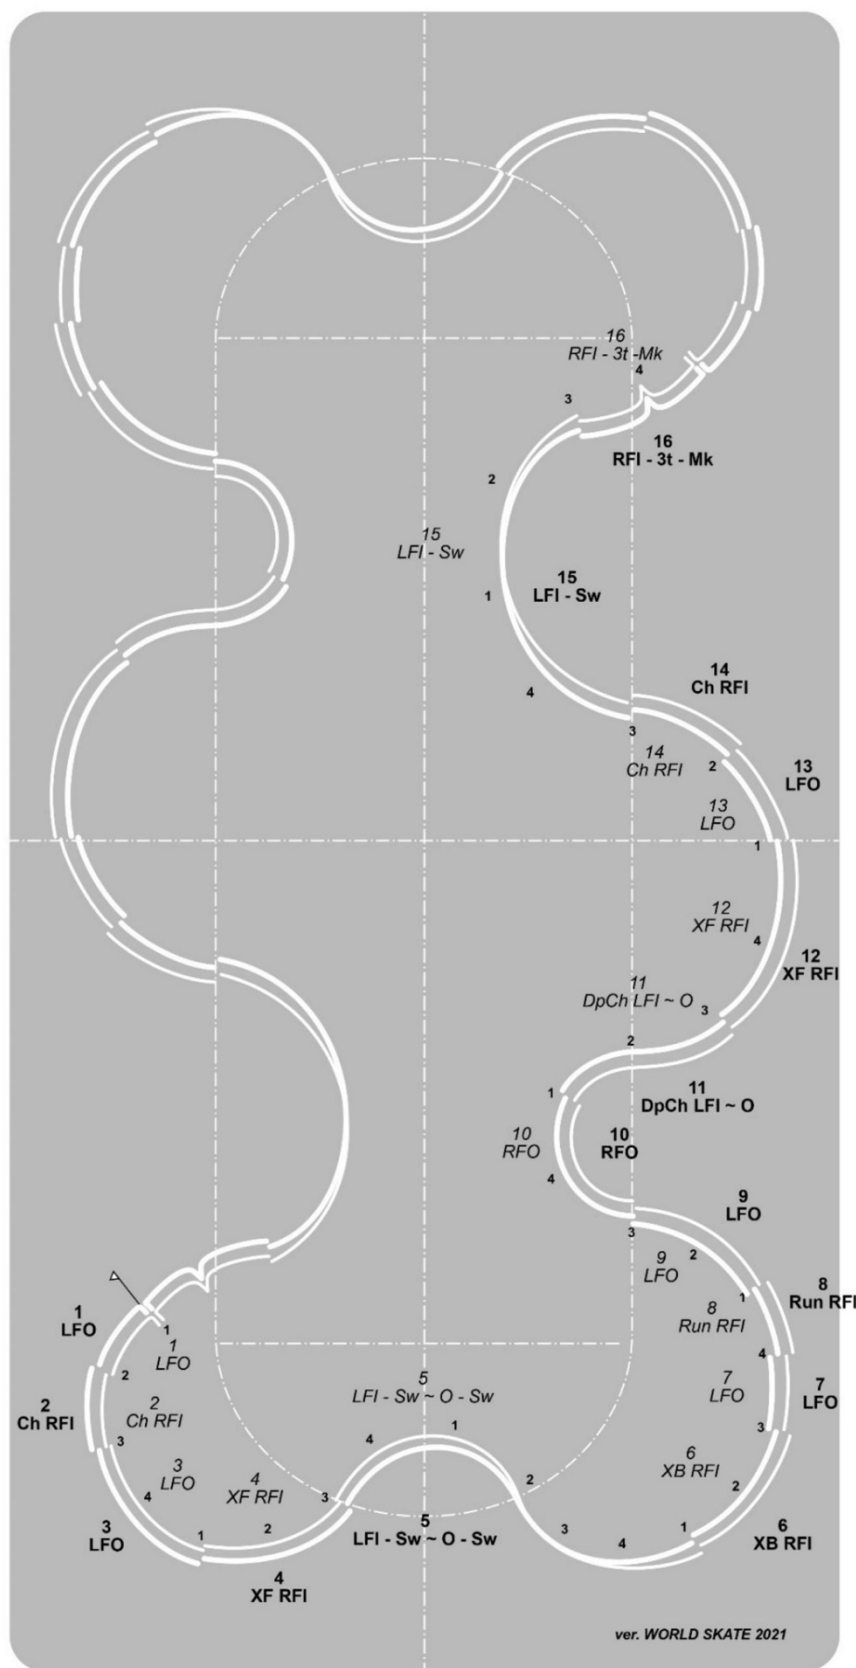 16
RFI - 3t -Mk
4
3
16
RFI - 3t - Mk
2
15
LFI - Sw
15
LFI - Sw
1
4
14
Ch RFI
3
14
Ch RFI
2
13
LFO
13
LFO
1
12
XF RFI
4
12
XF RFI
11
DpCh LFI ~ O
3
2
11
DpCh LFI ~ O
1
10
RFO
10
RFO
4
9
LFO
3
2
9
LFO
8
Run RFI
1
8
Run RFI
4
7
LFO
7
LFO
3
1
LFO
1
1
LFO
2
2
Ch RFI
2
Ch RFI
3
3
LFO
4
3
LFO
4
XF RFI
1
2
3
4
XF RFI
5
LFI - Sw ~ O - Sw
4
1
2
5
LFI - Sw ~ O - Sw
3
4
1
6
XB RFI
2
6
XB RFI
ver. WORLD SKATE 2021